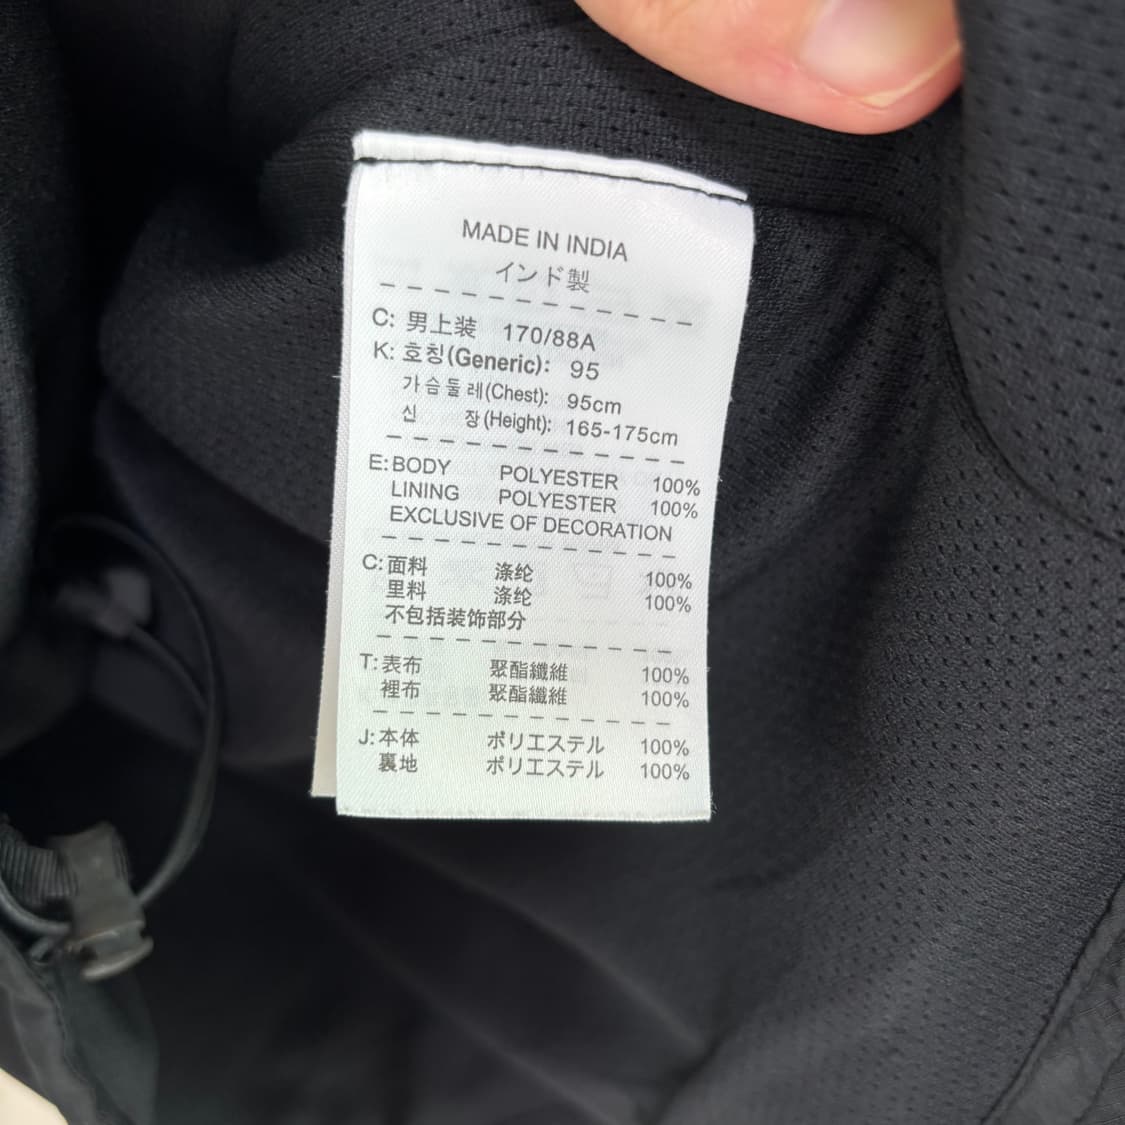 MADE IN INDIA
インド製
C: 男上装 170/88A
K: 호칭(Generic): 95
가슴둘레(Chest): 95cm
신 장(Height): 165-175cm
E: BODY POLYESTER 100%
LINING POLYESTER 100%
EXCLUSIVE OF DECORATION
C: 面料 涤纶 100%
里料 涤纶 100%
不包括装饰部分
T: 表布 聚酯纖維 100%
裡布 聚酯纖維 100%
J: 本体 ポリエステル 100%
裏地 ポリエステル 100%